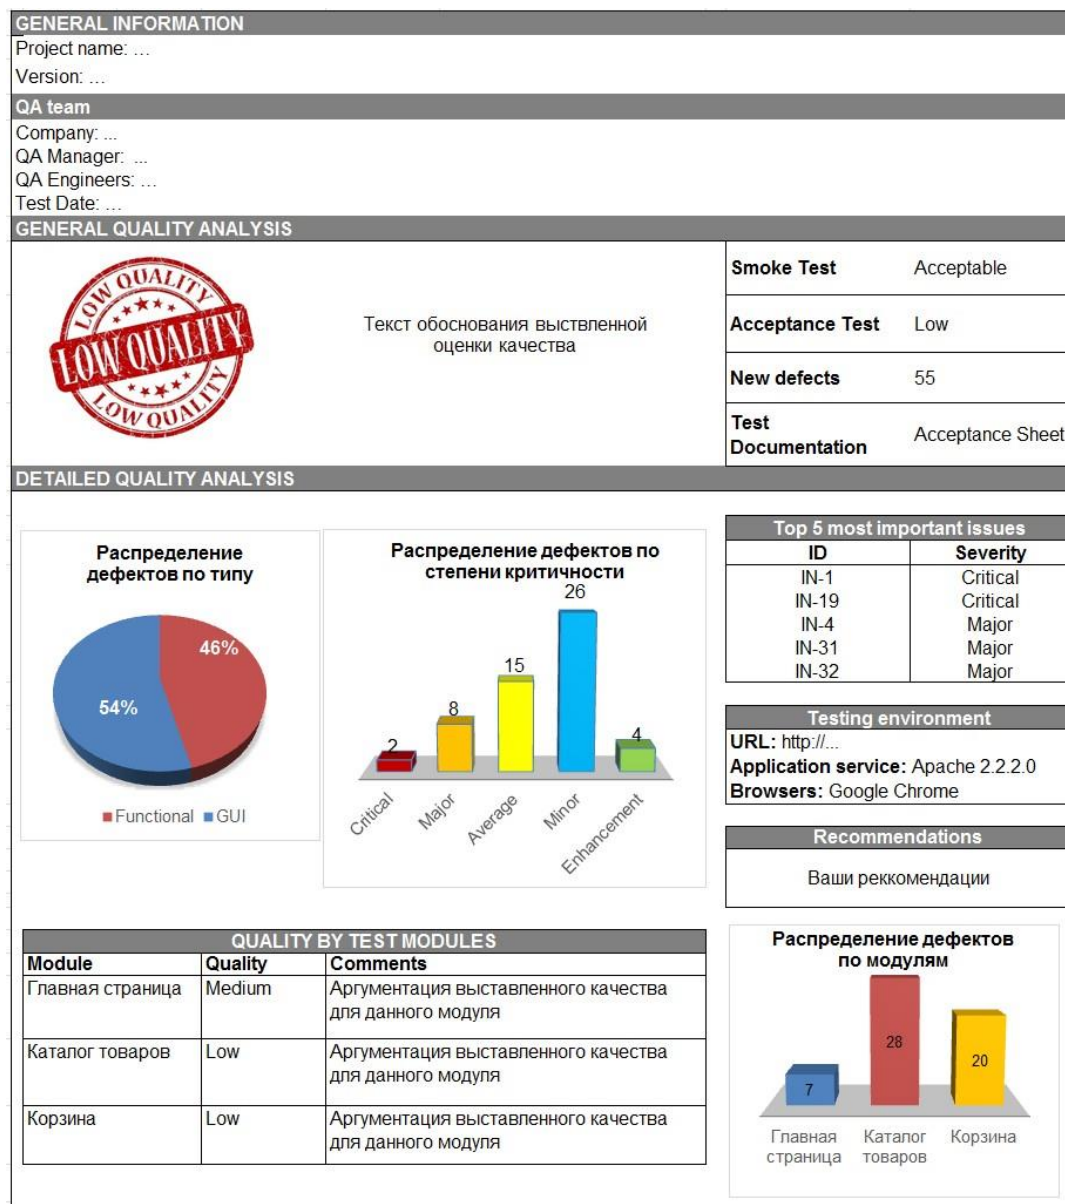 GENERAL INFORMATION
Project name: ...
Version: ...
QA team
Company: ...
QA Manager: ...
QA Engineers: ...
Test Date: ...
GENERAL QUALITY ANALYSIS
LOW QUALITY
LOW QUALITY
LOW QUALITY
Текст обоснования выствленной
оценки качества
Smoke Test Acceptable
Acceptance Test Low
New defects 55
Test
Documentation Acceptance Sheet
DETAILED QUALITY ANALYSIS
Распределение
дефектов по типу
46%
54%
Functional GUI
Распределение дефектов по
степени критичности
26
15
8
2
4
Critical Major Average Minor Enhancement
Top 5 most important issues
ID Severity
IN-1 Critical
IN-19 Critical
IN-4 Major
IN-31 Major
IN-32 Major
Testing environment
URL: http://...
Application service: Apache 2.2.2.0
Browsers: Google Chrome
Recommendations
Ваши реккомендации
QUALITY BY TEST MODULES
Module Quality Comments
Главная страница Medium Аргументация выставленного качества
для данного модуля
Каталог товаров Low Аргументация выставленного качества
для данного модуля
Корзина Low Аргументация выставленного качества
для данного модуля
Распределение дефектов
по модулям
28
20
7
Главная Каталог Корзина
страница товаров